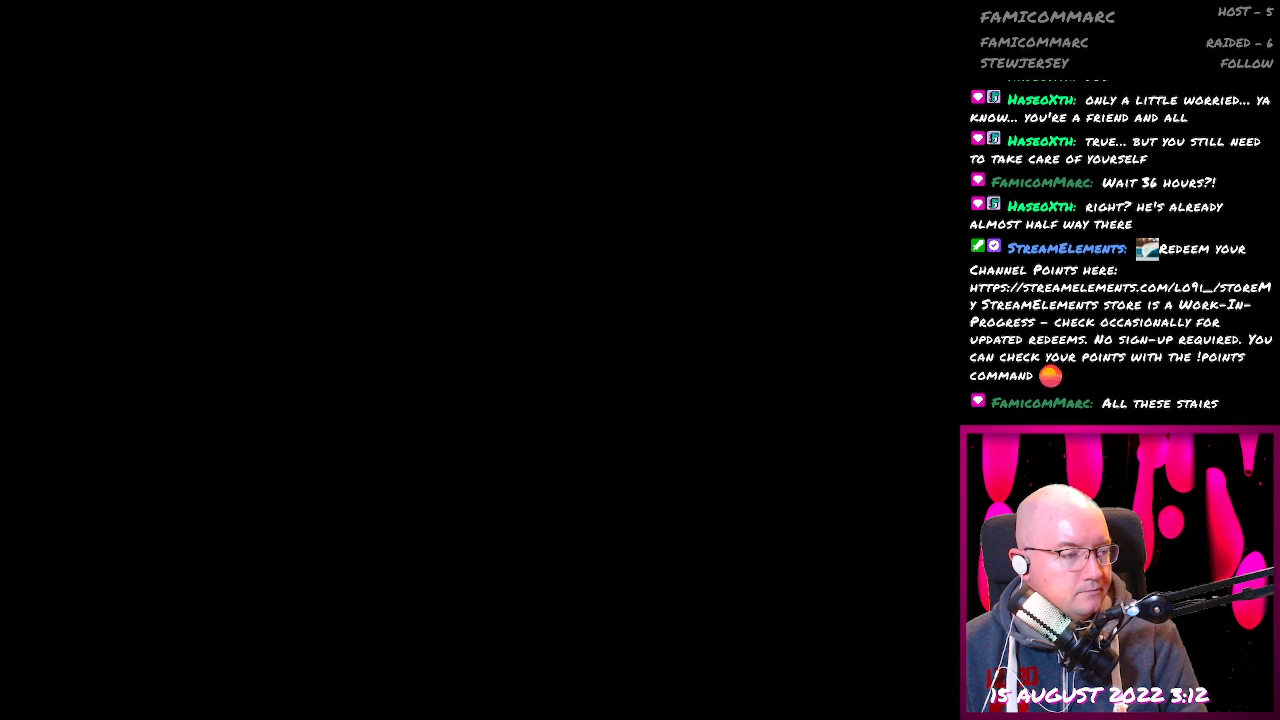 FAMICOMMARC
HOST - 5
FAMICOMMARC
RAIDED - 6
STEWJERSEY
FOLLOW
HaseoXth: only a little worried... ya
know... you're a friend and all
HaseoXth: true... but you still need
to take care of yourself
FamicomMarc: Wait 36 hours?!
HaseoXth: right? he's already
almost half way there
StreamElements: Redeem your
Channel Points here:
https://streamelements.com/lo9i_/storeM
y StreamElements store is a Work-In-
Progress - check occasionally for
updated redeems. No sign-up required. You
can check your points with the !points
command
FamicomMarc: All these stairs
15 AUGUST 2022 3:12